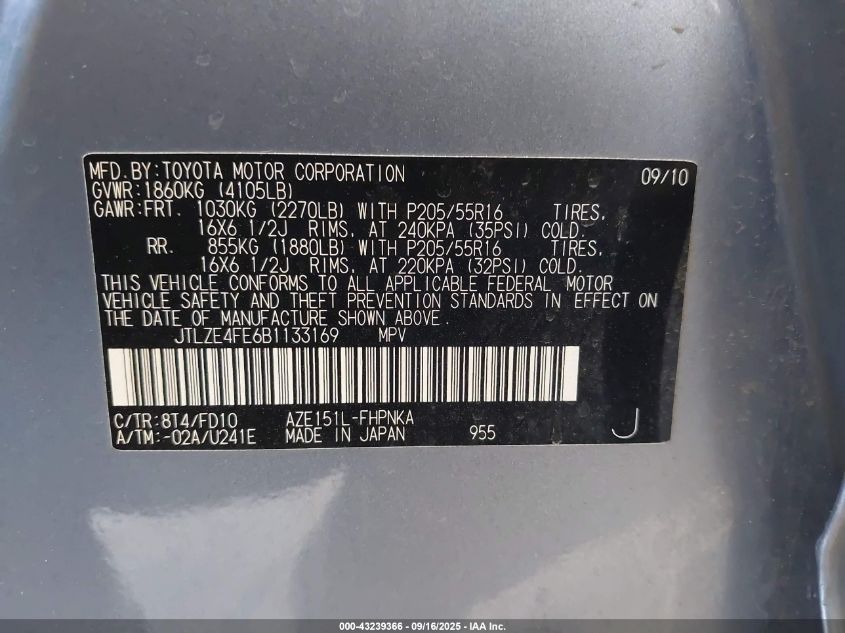 MFD.BY:TOYOTA MOTOR CORPORATION 09/10
GVWR:1860KG (4105LB)
GAWR:FRT. 1030KG (2270LB) WITH P205/55R16 TIRES,
16X6 1/2J RIMS, AT 240KPA (35PSI) COLD.
RR. 855KG (1880LB) WITH P205/55R16 TIRES,
16X6 1/2J RIMS, AT 220KPA (32PSI) COLD.
THIS VEHICLE CONFORMS TO ALL APPLICABLE FEDERAL MOTOR
VEHICLE SAFETY AND THEFT PREVENTION STANDARDS IN EFFECT ON
THE DATE OF MANUFACTURE SHOWN ABOVE.
JTLZE4FE6B1133169 MPV
C/TR:8T4/FD10 AZE151L-FHPNKA
A/TM:-02A/U241E MADE IN JAPAN 955 J
000-43239366 - 09/16/2025 - IAA Inc.